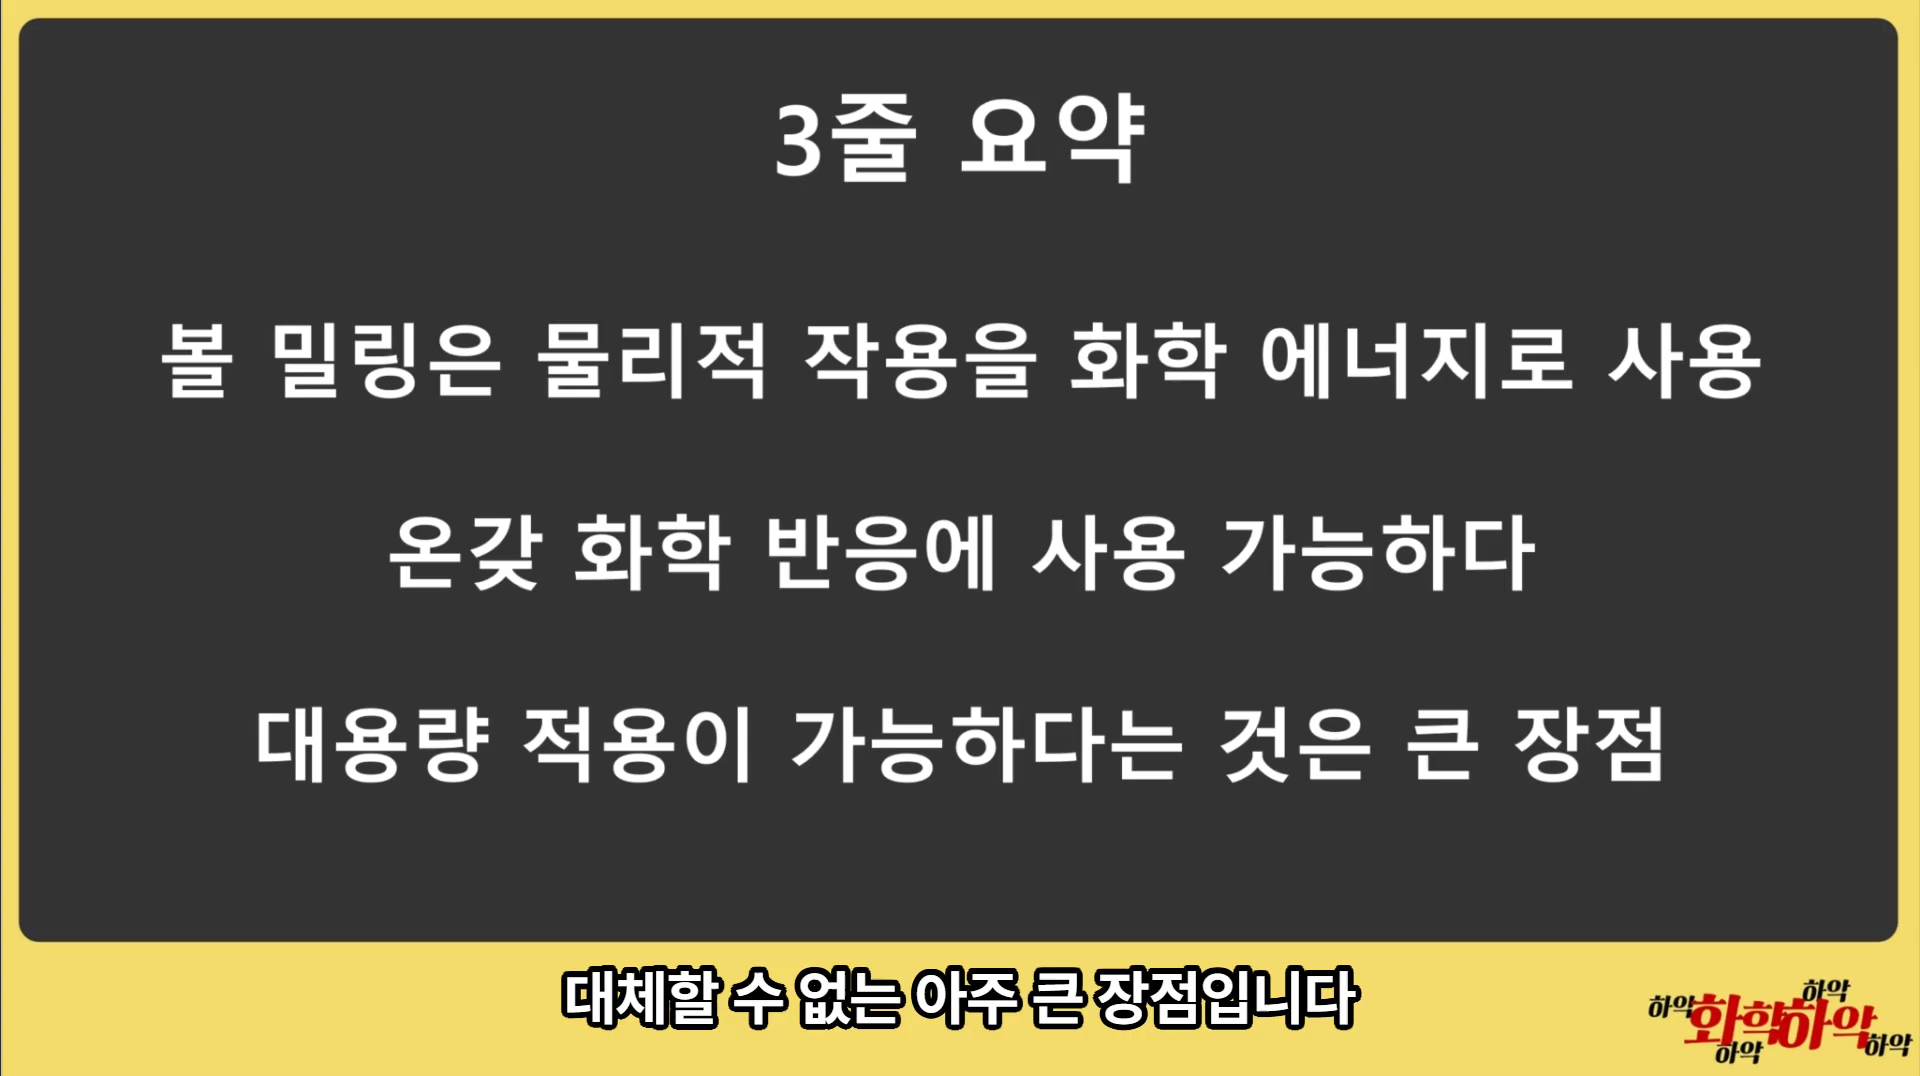 3줄 요약
볼 밀링은 물리적 작용을 화학 에너지로 사용
온갖 화학 반응에 사용 가능하다
대용량 적용이 가능하다는 것은 큰 장점
대체할 수 없는 아주 큰 장점입니다
하약
하약
화학하약
하약
하약